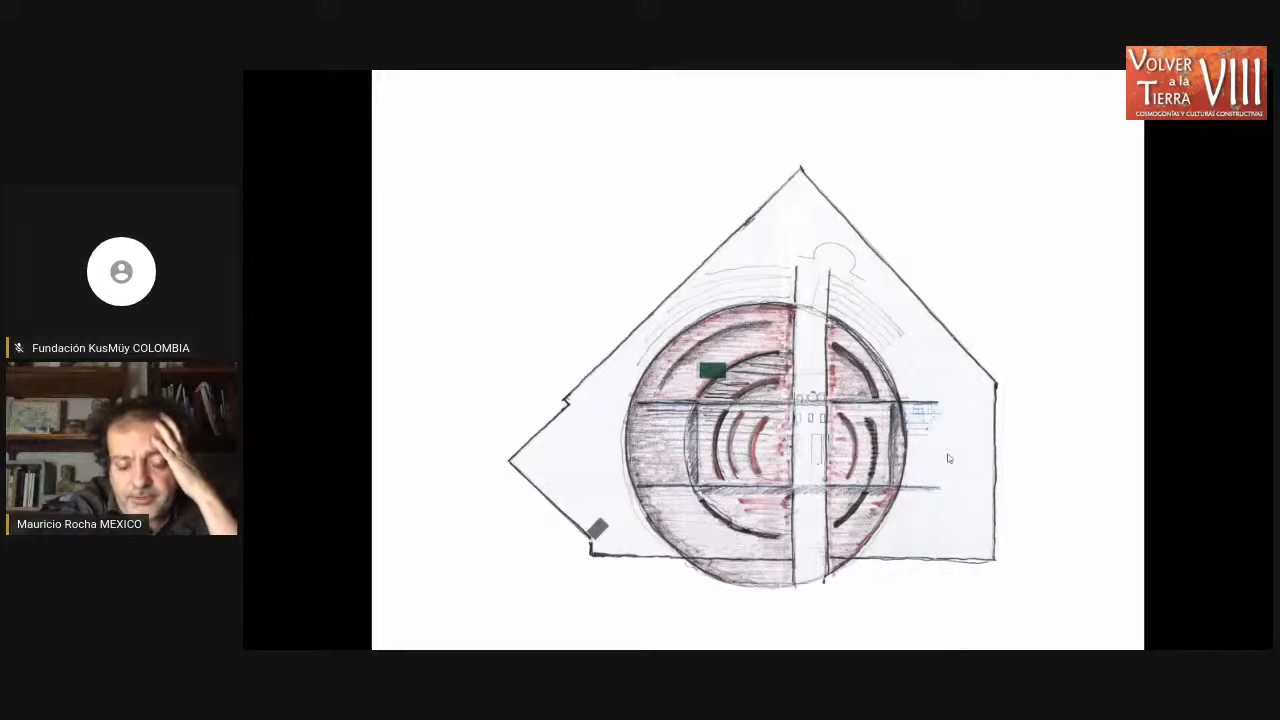 VOLVER
a la
TIERRA
VIII
COSMOGONÍAS Y CULTURAS CONSTRUCTIVAS
Fundación KusMüy COLOMBIA
Mauricio Rocha MEXICO